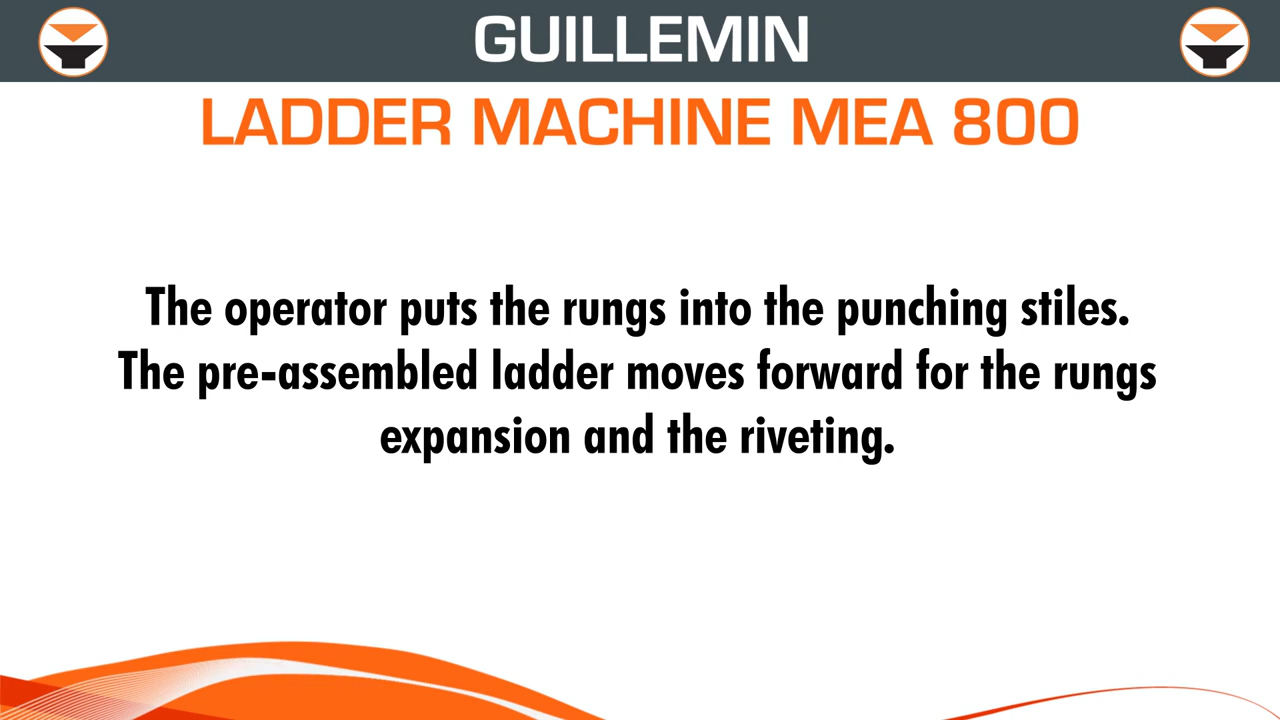 GUILLEMIN
LADDER MACHINE MEA 800
The operator puts the rungs into the punching stiles.
The pre-assembled ladder moves forward for the rungs
expansion and the riveting.